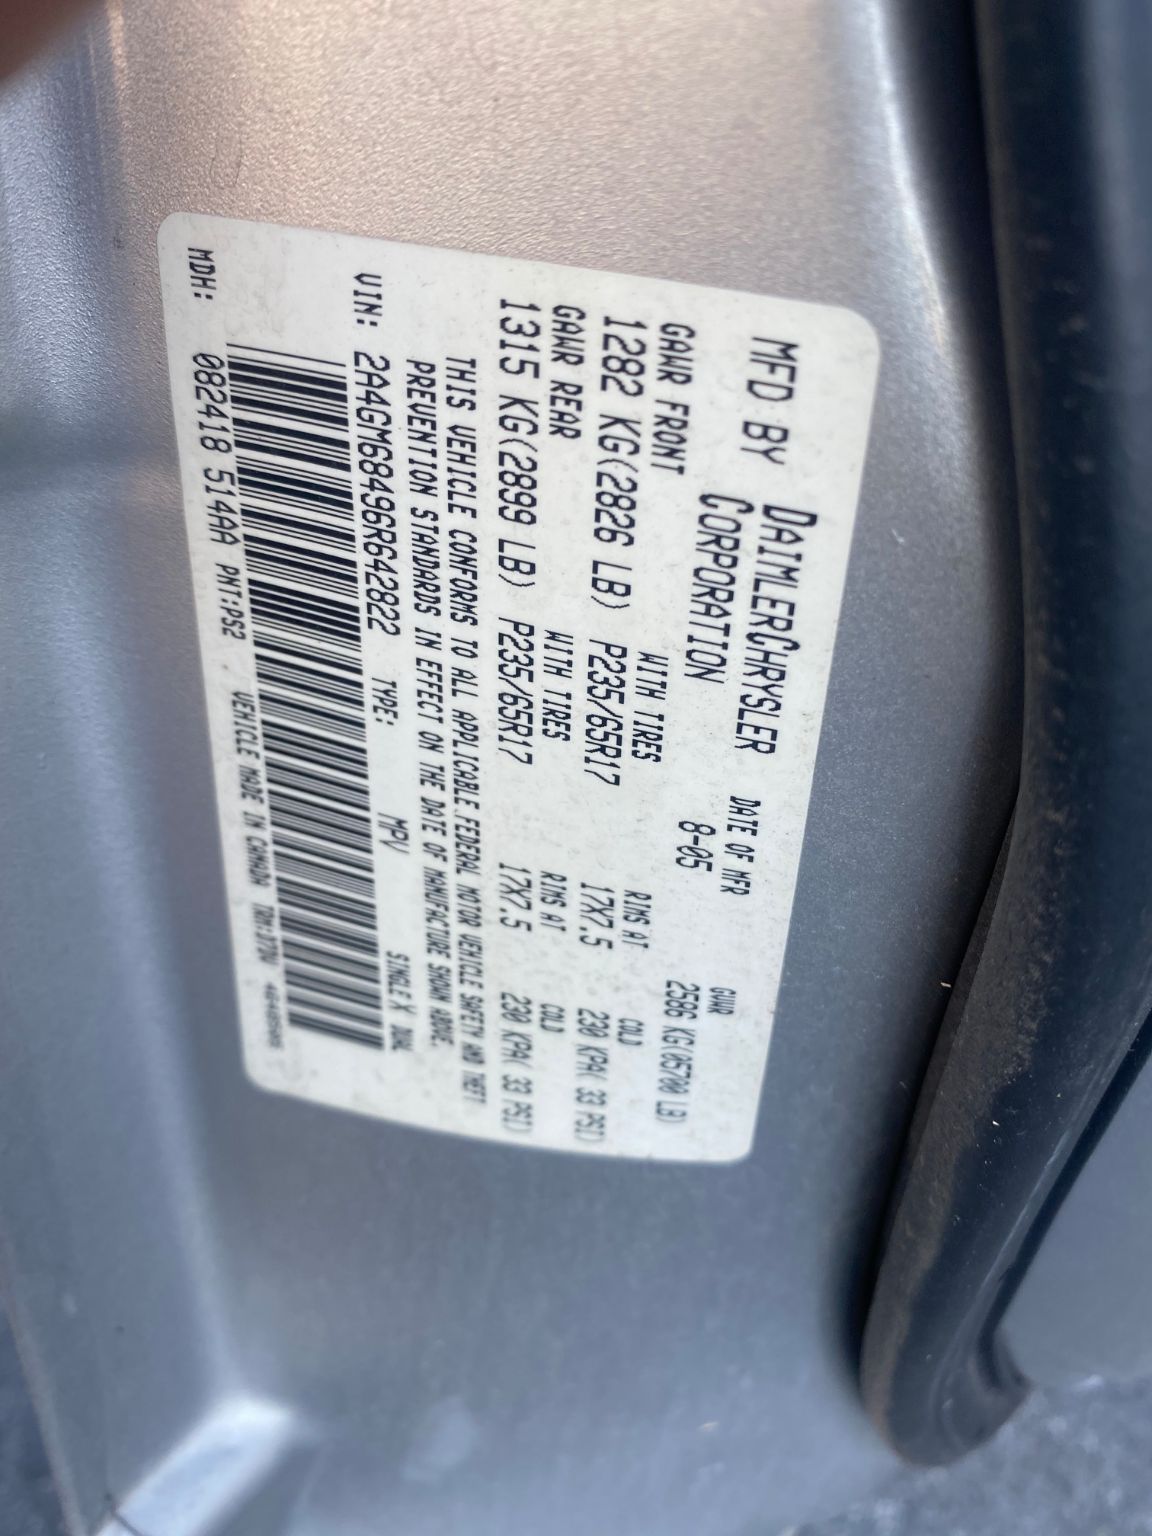 MFD BY DAIMLERCHRYSLER CORPORATION DATE OF MFR 8-05 GVWR 2586 KG(05700 LB)
GAWR FRONT WITH TIRES RIMS AT COLD
1282 KG(2826 LB) P235/65R17 17X7.5 230 KPA( 33 PSI)
GAWR REAR WITH TIRES RIMS AT COLD
1315 KG(2899 LB) P235/65R17 17X7.5 230 KPA( 33 PSI)
THIS VEHICLE CONFORMS TO ALL APPLICABLE FEDERAL MOTOR VEHICLE SAFETY AND THEFT
PREVENTION STANDARDS IN EFFECT ON THE DATE OF MANUFACTURE SHOWN ABOVE.
VIN: 2A4GM68496R642822 TYPE: MPV SINGLE X DUAL
MDH: 082418 514AA PNT:PS2 VEHICLE MADE IN CANADA TRM: